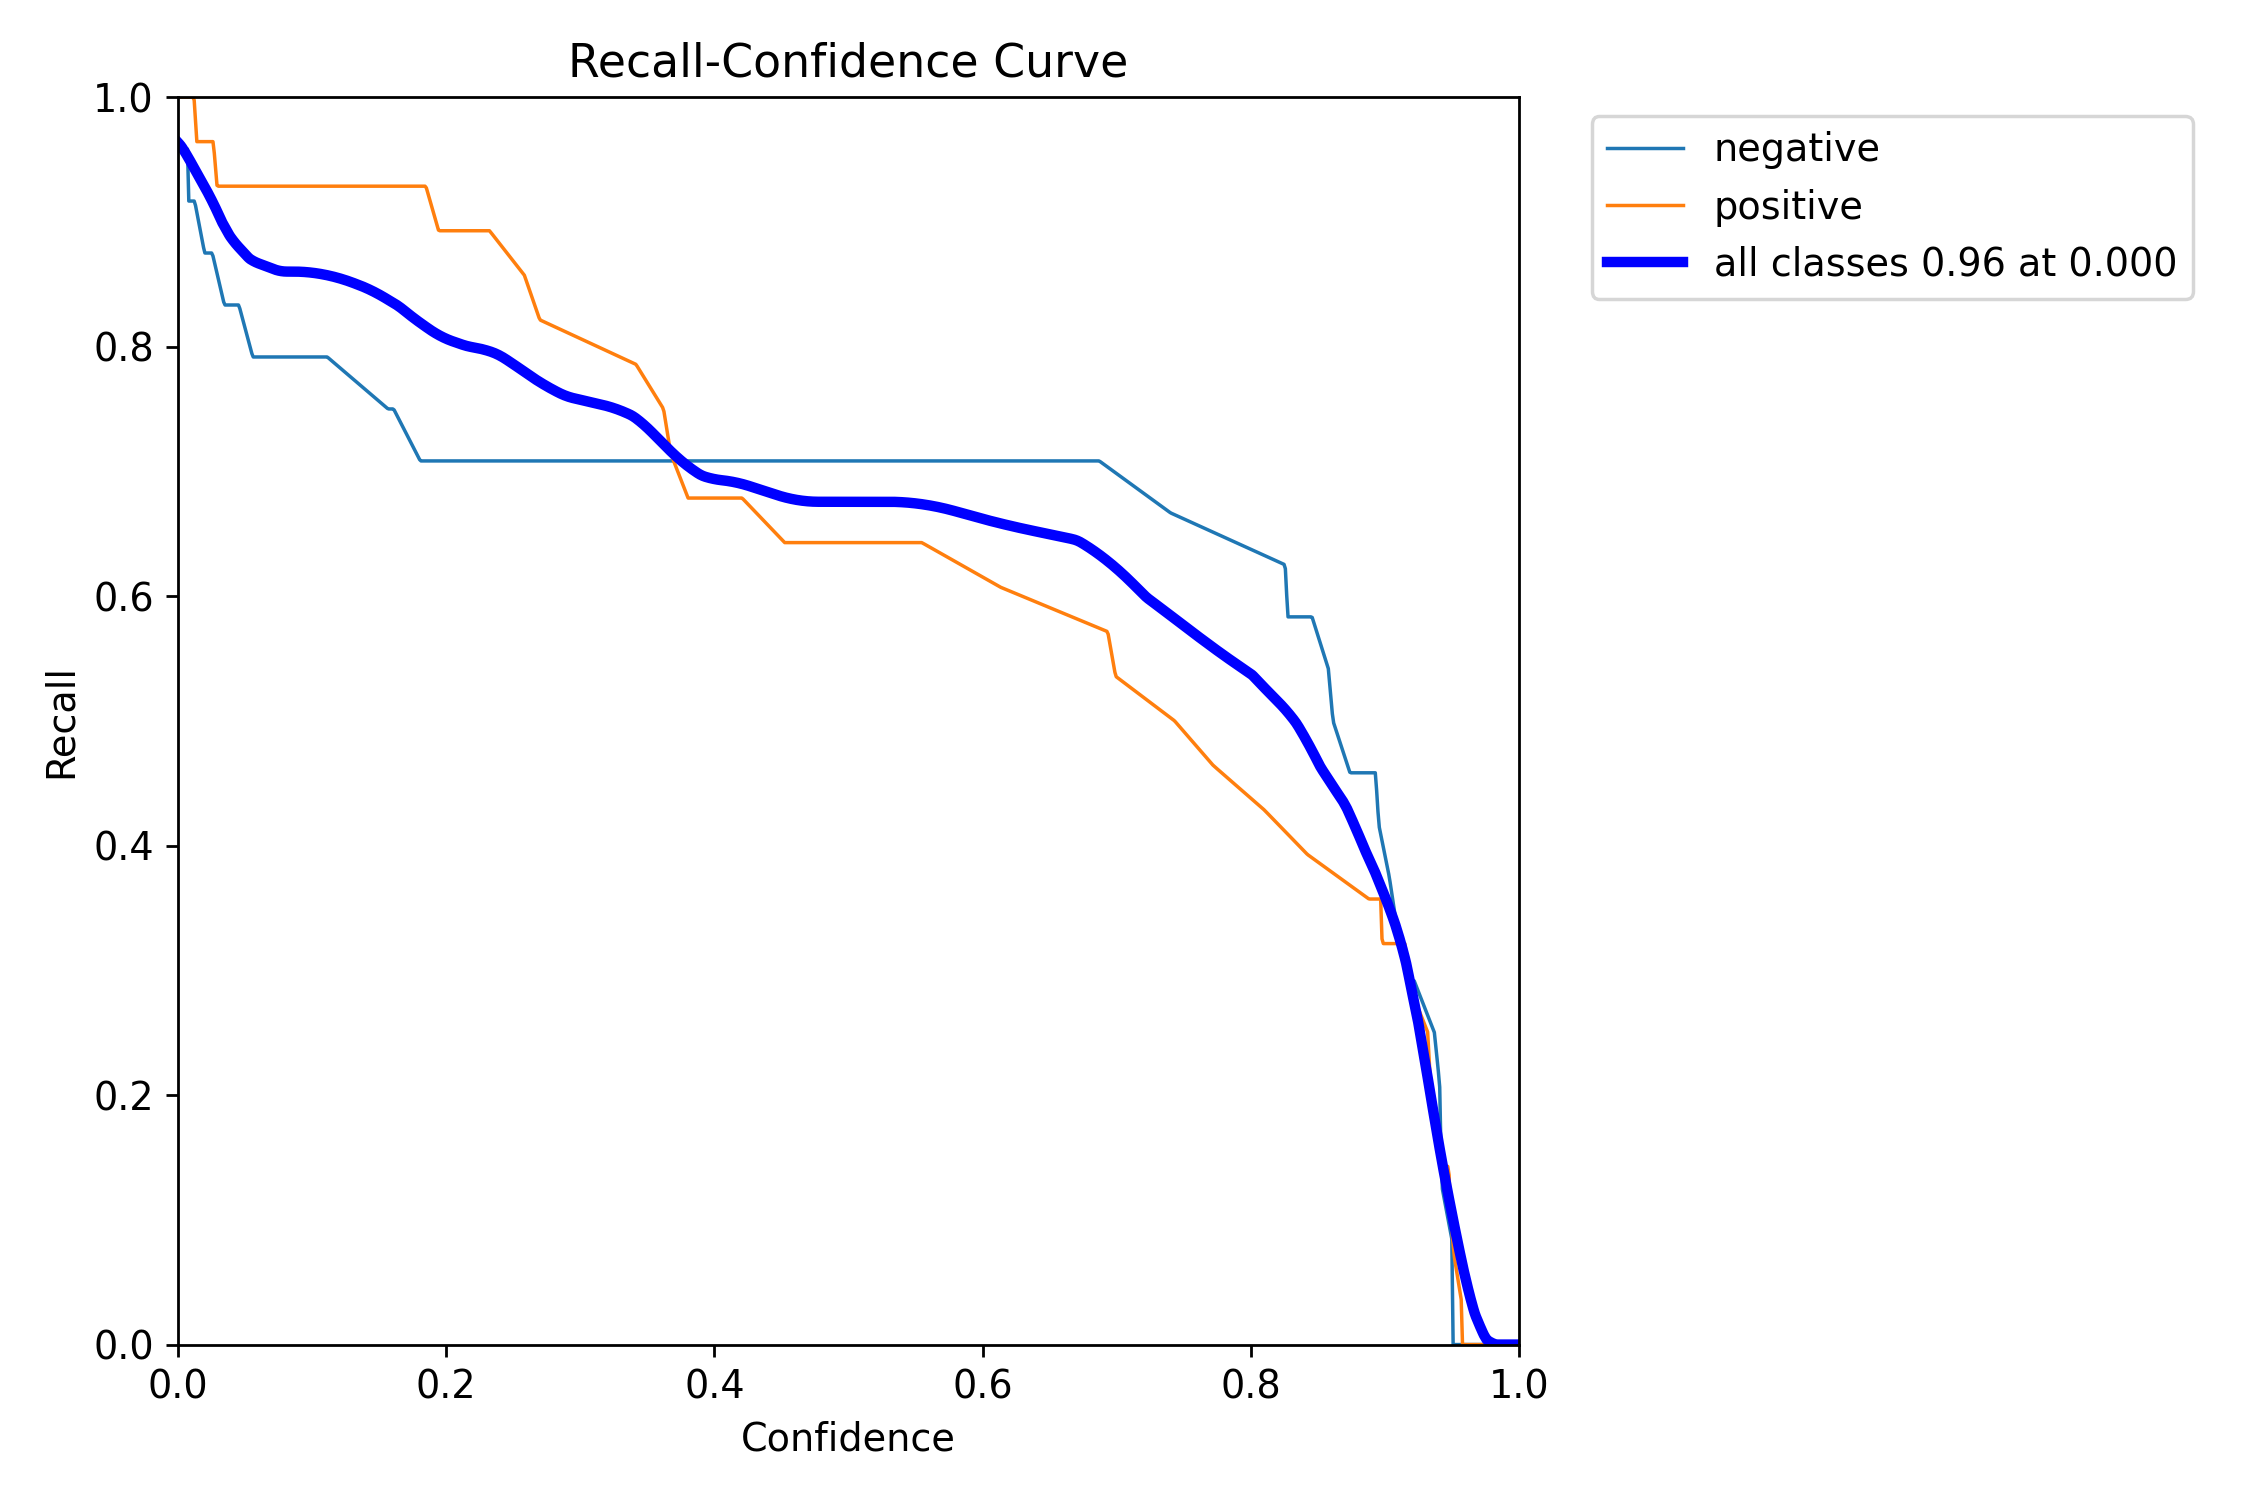 Recall-Confidence Curve
1.0
0.8
0.6
0.4
0.2
0.0
Recall
0.0 0.2 0.4 0.6 0.8 1.0
Confidence
negative
positive
all classes 0.96 at 0.000